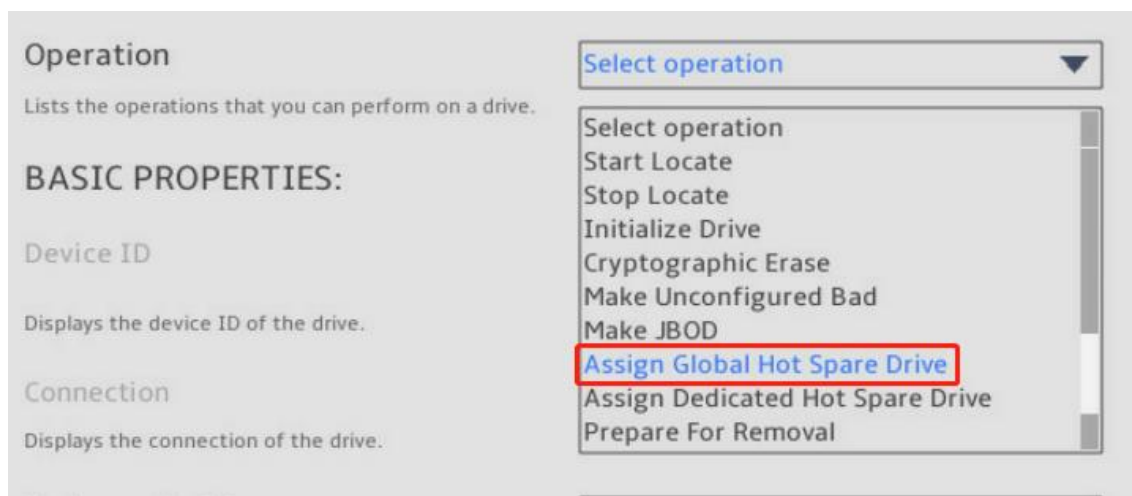 Operation
Select operation
Lists the operations that you can perform on a drive.
Select operation
Start Locate
BASIC PROPERTIES:
Stop Locate
Initialize Drive
Device ID
Cryptographic Erase
Make Unconfigured Bad
Displays the device ID of the drive.
Make JBOD
Assign Global Hot Spare Drive
Connection
Assign Dedicated Hot Spare Drive
Displays the connection of the drive.
Prepare For Removal